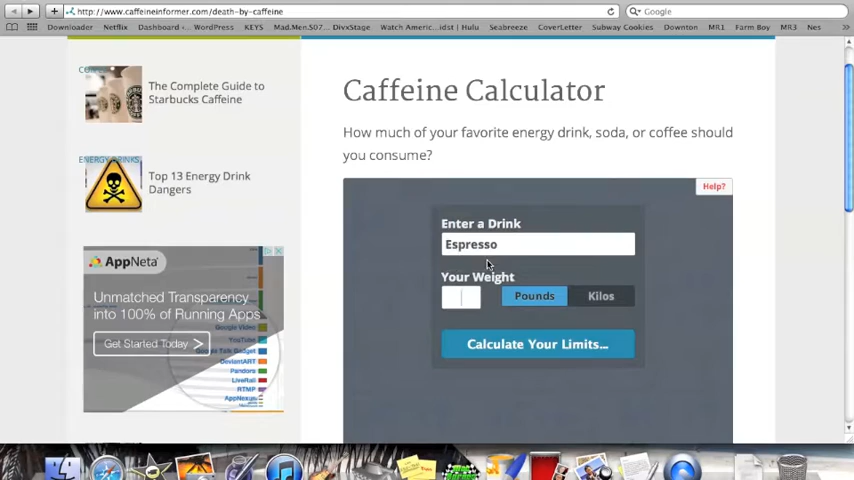 http://www.caffeineinformer.com/death-by-caffeine
Google
Downloader Netflix Dashboard ... WordPress KEYS Mad.Men.S07... DivxStage Watch Americ...idst | Hulu Seabreeze CoverLetter Subway Cookies Downton MR1 Farm Boy MR3 Nes
COFFEE
The Complete Guide to
Starbucks Caffeine
ENERGY DRINKS
Top 13 Energy Drink
Dangers
AppNeta
Unmatched Transparency
into 100% of Running Apps
Get Started Today >
Google Video
YouTube
Google Talk Gadget
DeviantART
Pandora
LiveRail
RTMP
AppNexus
Caffeine Calculator
How much of your favorite energy drink, soda, or coffee should
you consume?
Help?
Enter a Drink
Espresso
Your Weight
Pounds Kilos
Calculate Your Limits...